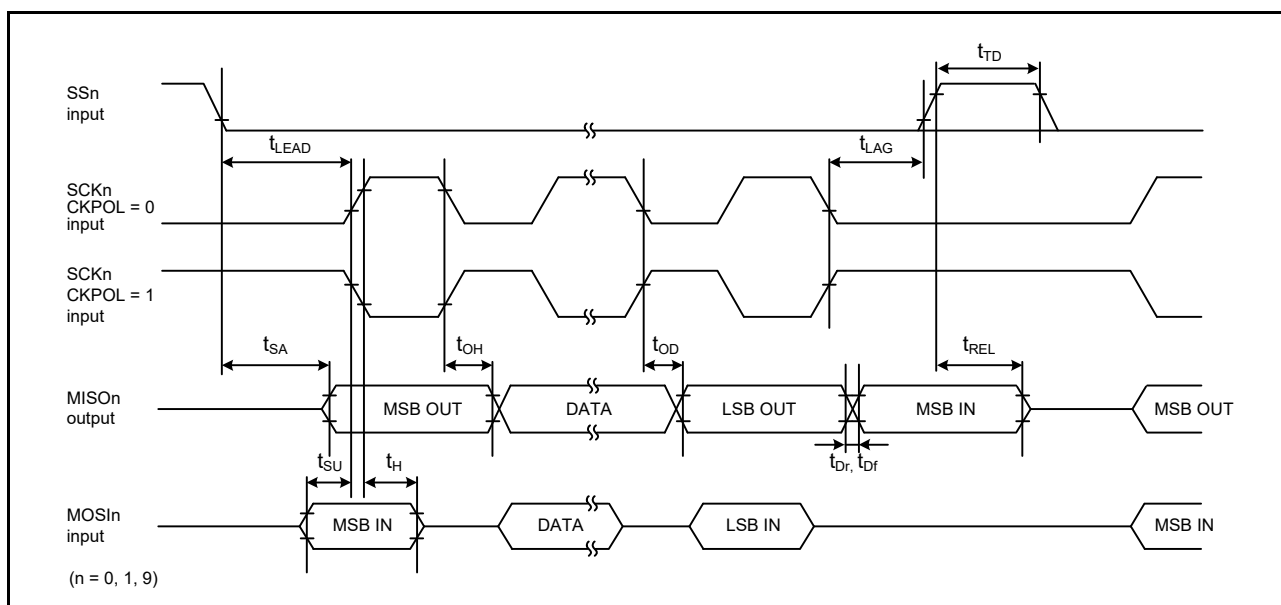 tTD
SSn
input
tLEAD
tLAG
SCKn
CKPOL = 0
input
SCKn
CKPOL = 1
input
tSA
tOH
tOD
tREL
MISOn
output
MSB OUT
DATA
LSB OUT
MSB IN
MSB OUT
tSU
tH
tDr, tDf
MOSIn
input
MSB IN
DATA
LSB IN
MSB IN
(n = 0, 1, 9)